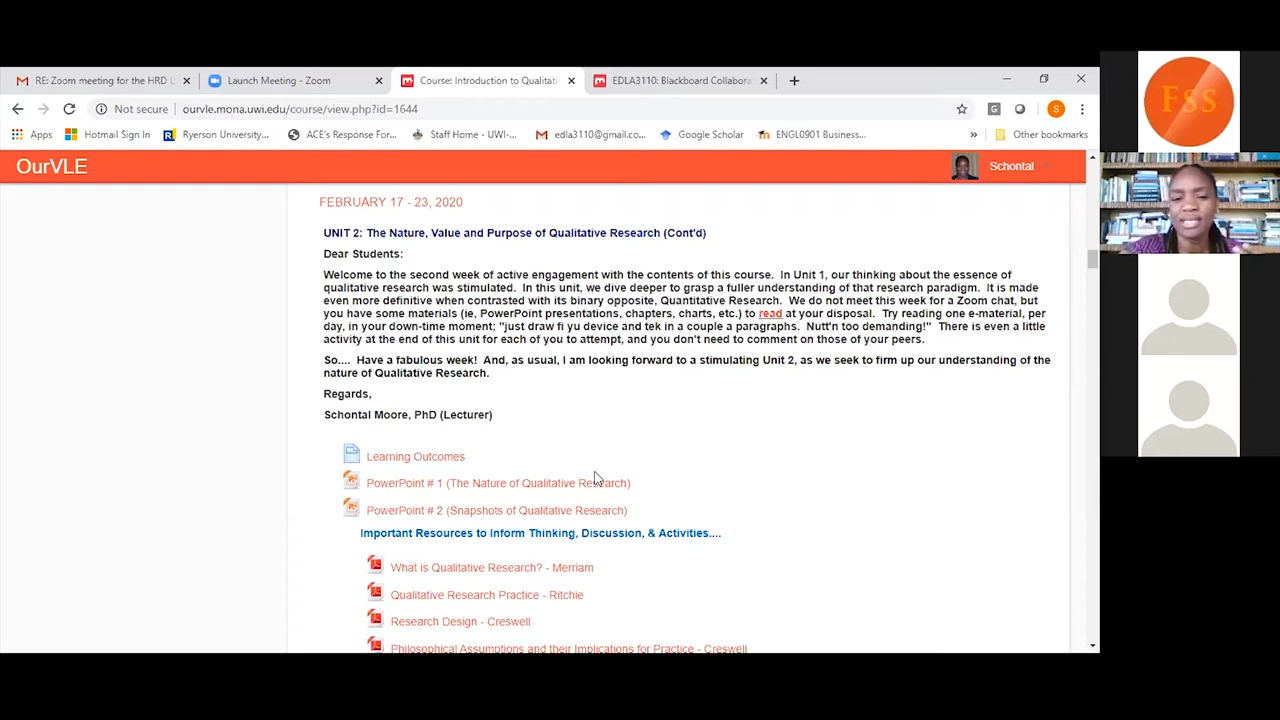 RE: Zoom meeting for the HRD U
Launch Meeting - Zoom
Course: Introduction to Qualitati
EDLA3110: Blackboard Collabora
Not secure
ourvle.mona.uwi.edu/course/view.php?id=1644
Apps
Hotmail Sign In
Ryerson University...
ACE's Response For...
Staff Home - UWI-...
edla3110@gmail.co...
Google Scholar
ENGL0901 Business...
»
Other bookmarks
OurVLE
Schontal
FSS
FEBRUARY 17 - 23, 2020
UNIT 2: The Nature, Value and Purpose of Qualitative Research (Cont'd)
Dear Students:
Welcome to the second week of active engagement with the contents of this course. In Unit 1, our thinking about the essence of
qualitative research was stimulated. In this unit, we dive deeper to grasp a fuller understanding of that research paradigm. It is made
even more definitive when contrasted with its binary opposite, Quantitative Research. We do not meet this week for a Zoom chat, but
you have some materials (ie, PowerPoint presentations, chapters, charts, etc.) to read at your disposal. Try reading one e-material, per
day, in your down-time moment; "just draw fi yu device and tek in a couple a paragraphs. Nutt'n too demanding!" There is even a little
activity at the end of this unit for each of you to attempt, and you don't need to comment on those of your peers.
So.... Have a fabulous week! And, as usual, I am looking forward to a stimulating Unit 2, as we seek to firm up our understanding of the
nature of Qualitative Research.
Regards,
Schontal Moore, PhD (Lecturer)
Learning Outcomes
PowerPoint # 1 (The Nature of Qualitative Research)
PowerPoint # 2 (Snapshots of Qualitative Research)
Important Resources to Inform Thinking, Discussion, & Activities....
What is Qualitative Research? - Merriam
Qualitative Research Practice - Ritchie
Research Design - Creswell
Philosophical Assumptions and their Implications for Practice - Creswell